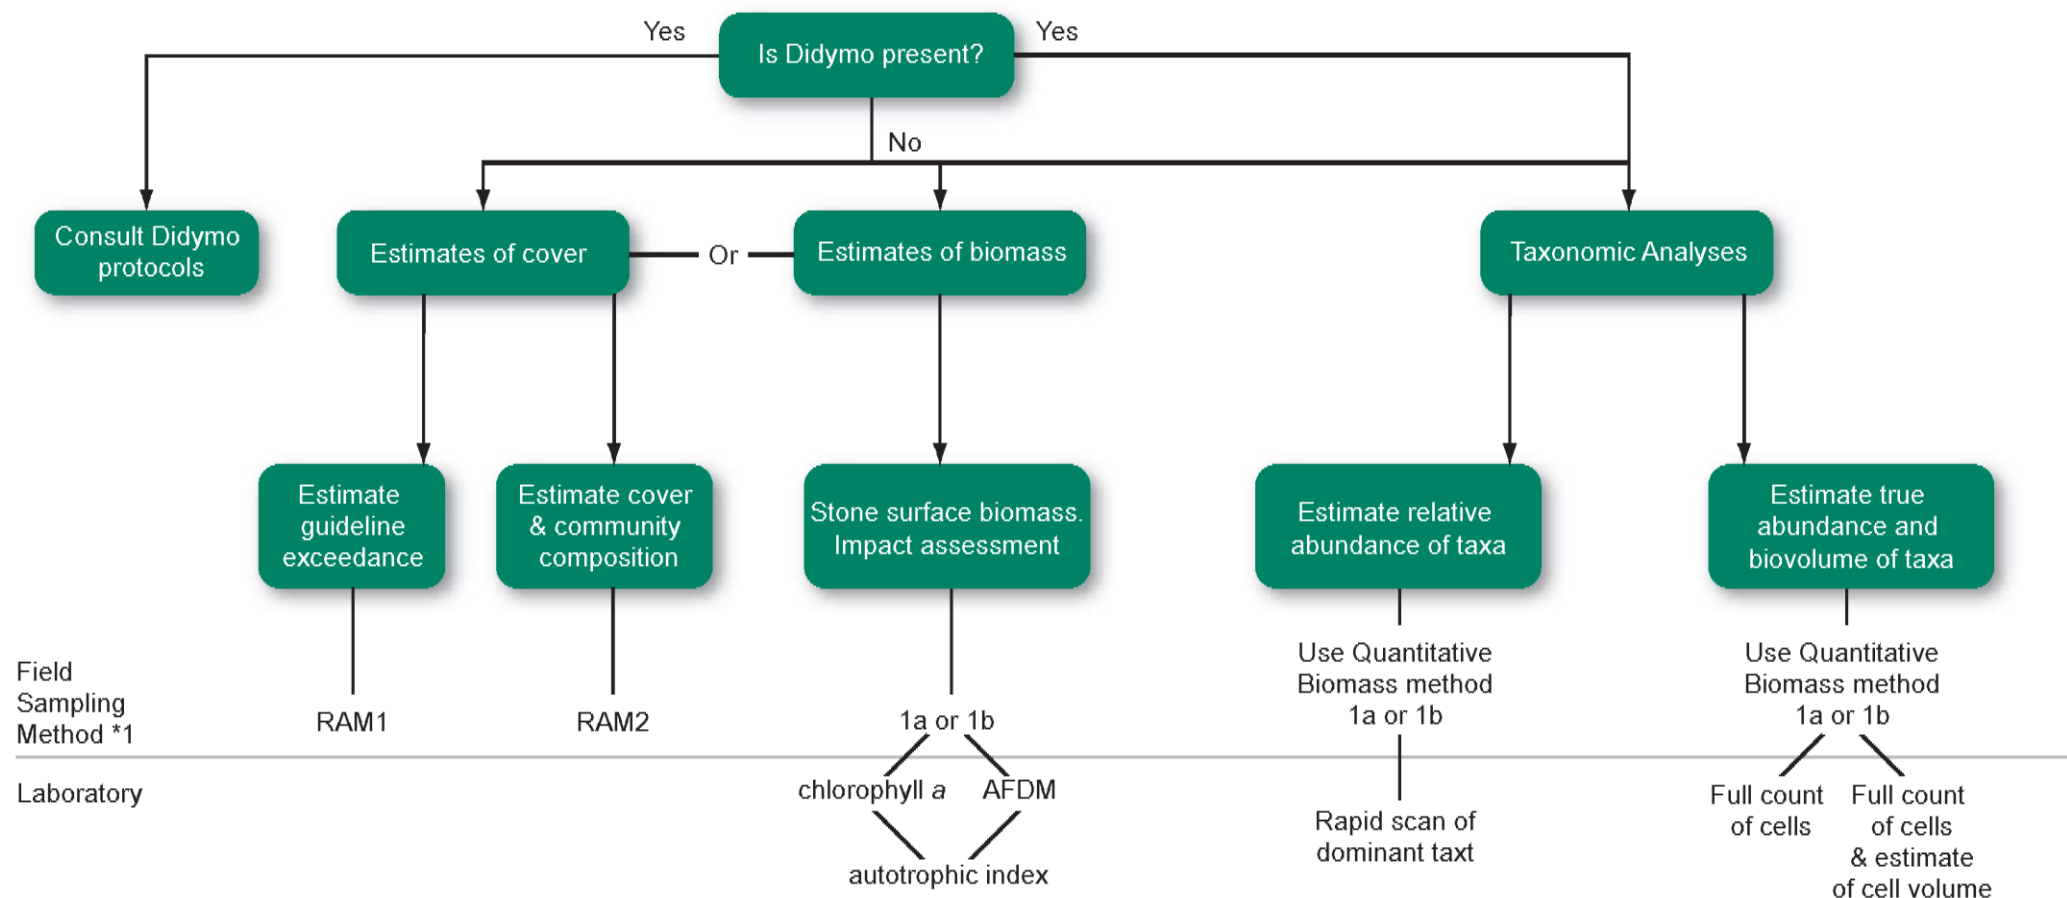 Yes
Is Didymo present?
Yes
No
Consult Didymo
protocols
Estimates of cover
Or
Estimates of biomass
Taxonomic Analyses
Estimate
guideline
exceedance
Estimate cover
& community
composition
Stone surface biomass.
Impact assessment
Estimate relative
abundance of taxa
Estimate true
abundance and
biovolume of taxa
Field
Sampling
Method *1
RAM1
RAM2
1a or 1b
Use Quantitative
Biomass method
1a or 1b
Use Quantitative
Biomass method
1a or 1b
Laboratory
chlorophyll a
AFDM
autotrophic index
Rapid scan of
dominant taxt
Full count
of cells
Full count
of cells
& estimate
of cell volume